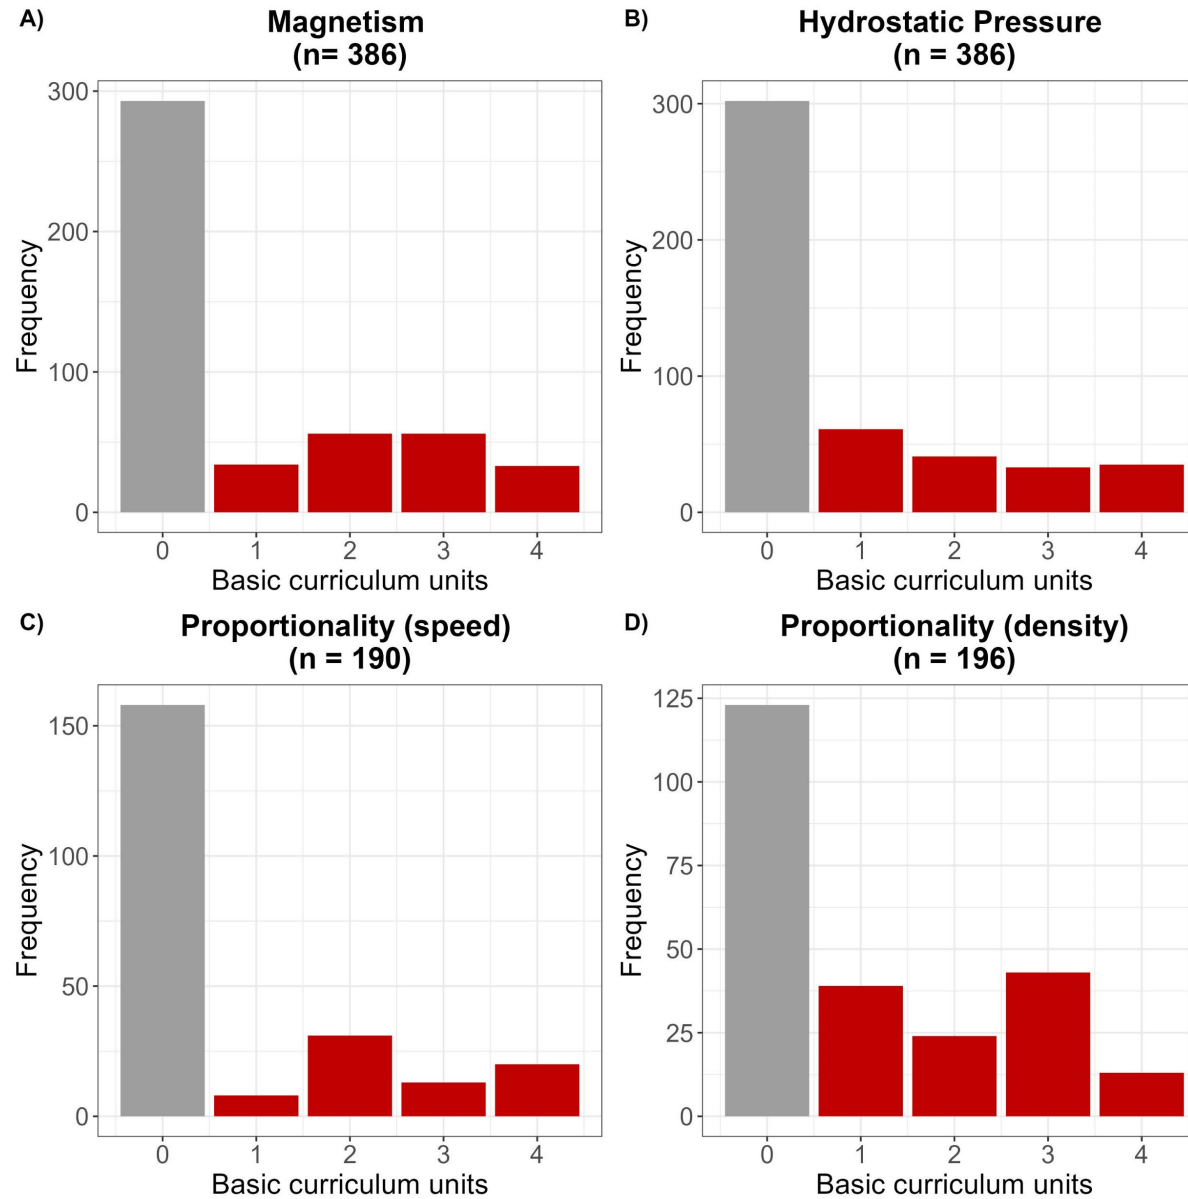 A)
Magnetism
(n= 386)
Frequency
300
200
100
0
0 1 2 3 4
Basic curriculum units
B)
Hydrostatic Pressure
(n = 386)
Frequency
300
200
100
0
0 1 2 3 4
Basic curriculum units
C)
Proportionality (speed)
(n = 190)
Frequency
150
100
50
0
0 1 2 3 4
Basic curriculum units
D)
Proportionality (density)
(n = 196)
Frequency
125
100
75
50
25
0
0 1 2 3 4
Basic curriculum units